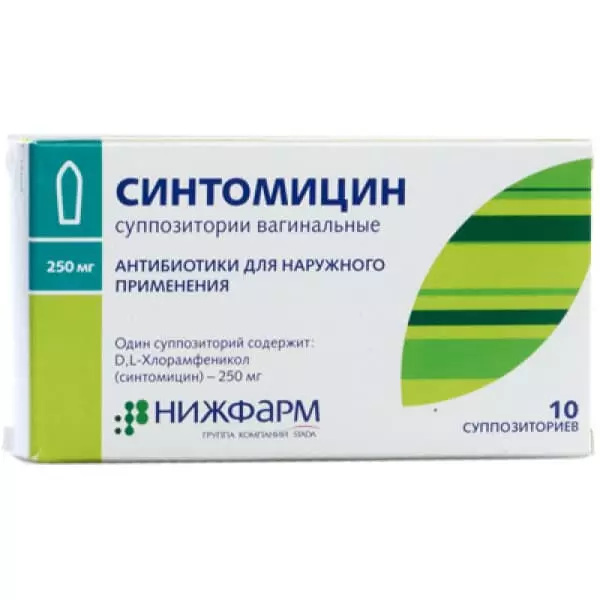 СИНТОМИЦИН
суппозитории вагинальные
250 мг
АНТИБИОТИКИ ДЛЯ НАРУЖНОГО
ПРИМЕНЕНИЯ
Один суппозиторий содержит:
D,L-Хлорамфеникол
(синтомицин) – 250 мг
НИЖФАРМ
ГРУППА КОМПАНИЙ STADA
10
СУППОЗИТОРИЕВ